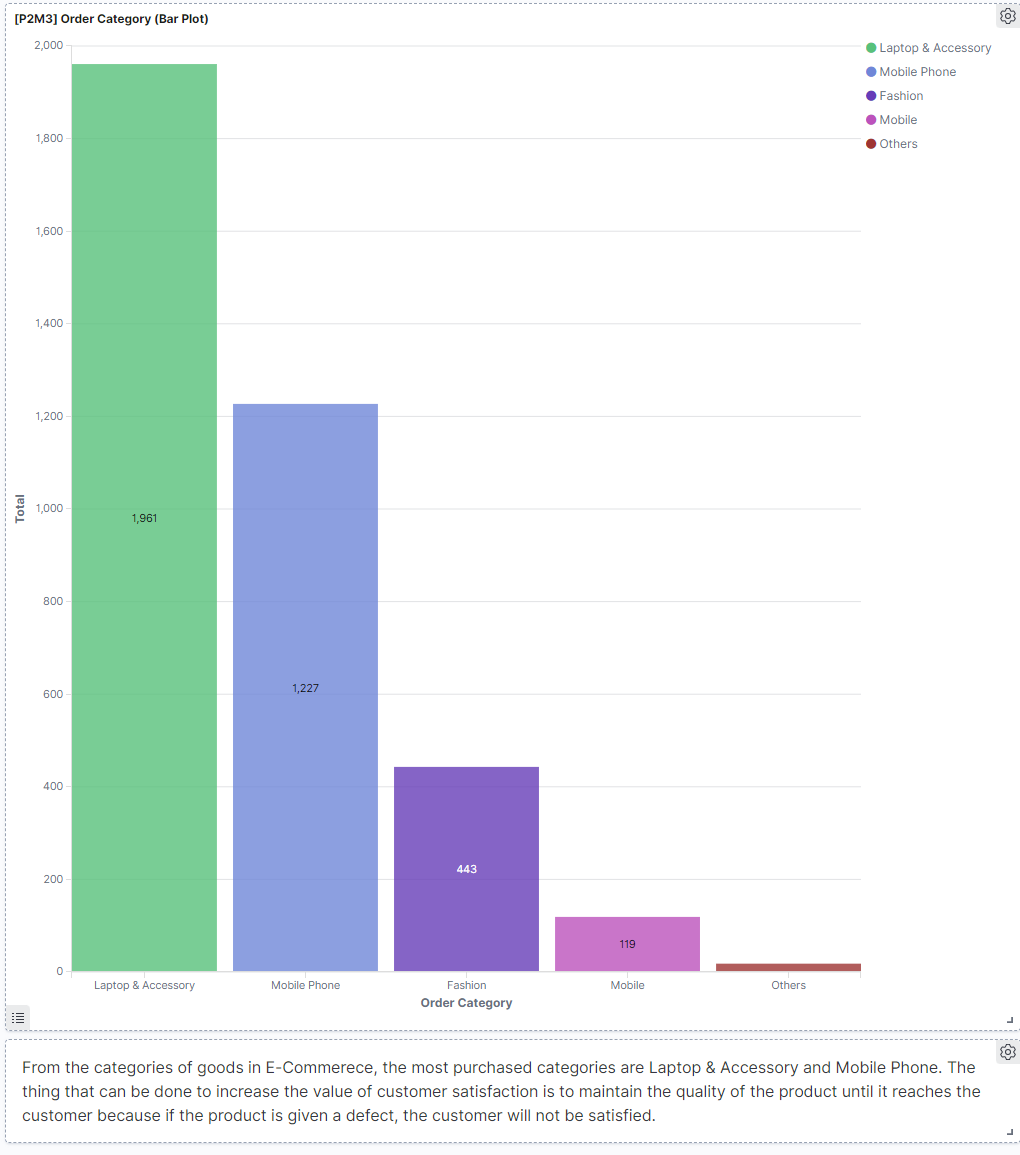 [P2M3] Order Category (Bar Plot)
2,000
1,800
1,600
1,400
1,200
1,000
800
600
400
200
0
Total
1,961
1,227
443
119
Laptop & Accessory
Mobile Phone
Fashion
Mobile
Others
Order Category
Laptop & Accessory
Mobile Phone
Fashion
Mobile
Others
From the categories of goods in E-Commerece, the most purchased categories are Laptop & Accessory and Mobile Phone. The
thing that can be done to increase the value of customer satisfaction is to maintain the quality of the product until it reaches the
customer because if the product is given a defect, the customer will not be satisfied.